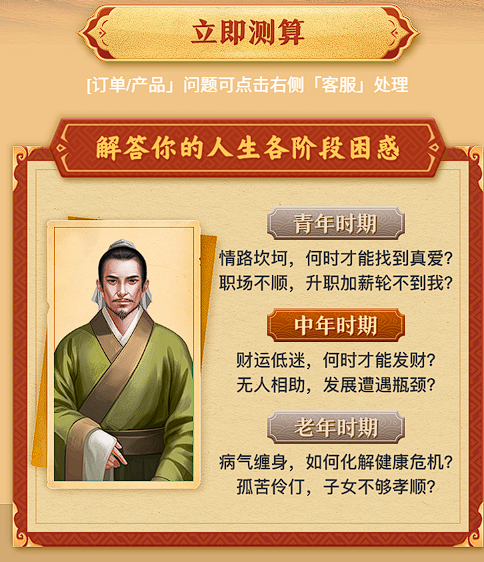 立即测算
[订单/产品」问题可点击右侧「客服」处理
解答你的人生各阶段困惑
青年时期
情路坎坷，何时才能找到真爱？
职场不顺，升职加薪轮不到我？
中年时期
财运低迷，何时才能发财？
无人相助，发展遭遇瓶颈？
老年时期
病气缠身，如何化解健康危机？
孤苦伶仃，子女不够孝顺？